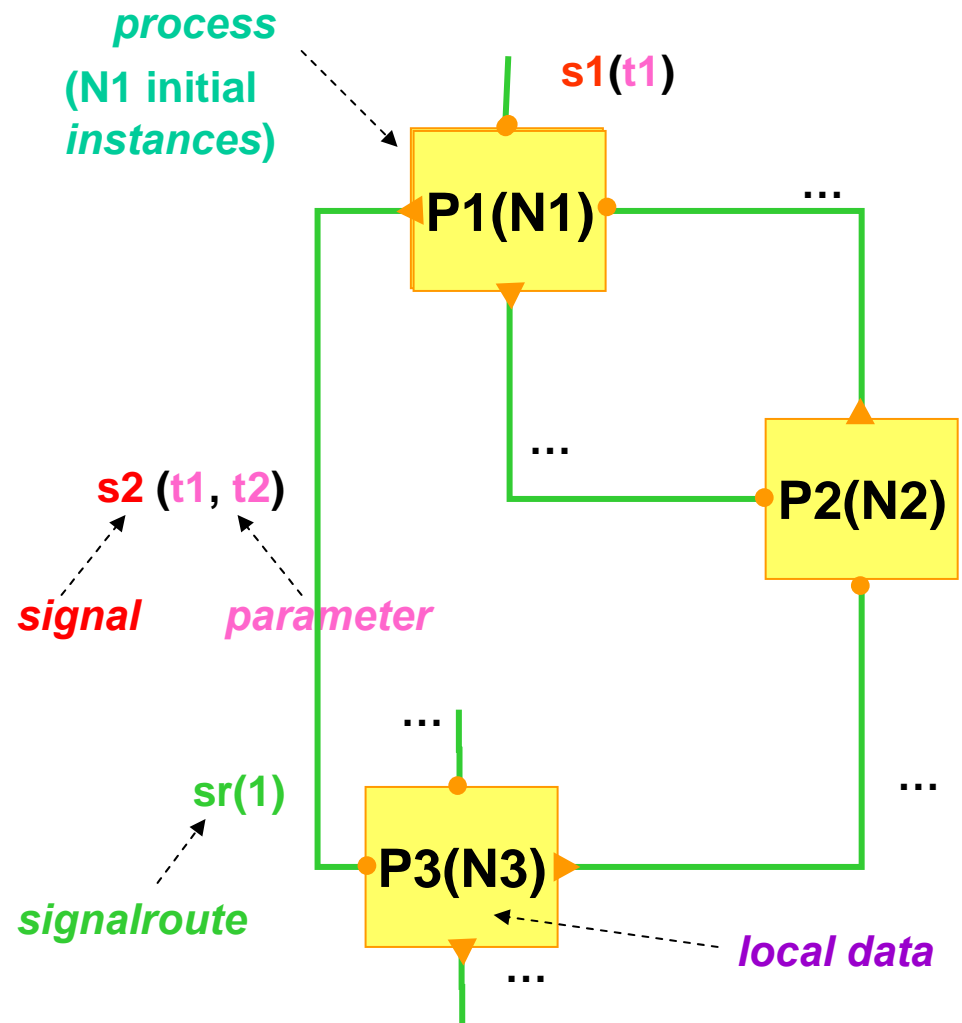 process
(N1 initial
instances)
s1(t1)
P1(N1)
...
...
s2 (t1, t2)
P2(N2)
signal
parameter
...
sr(1)
...
P3(N3)
signalroute
local data
...